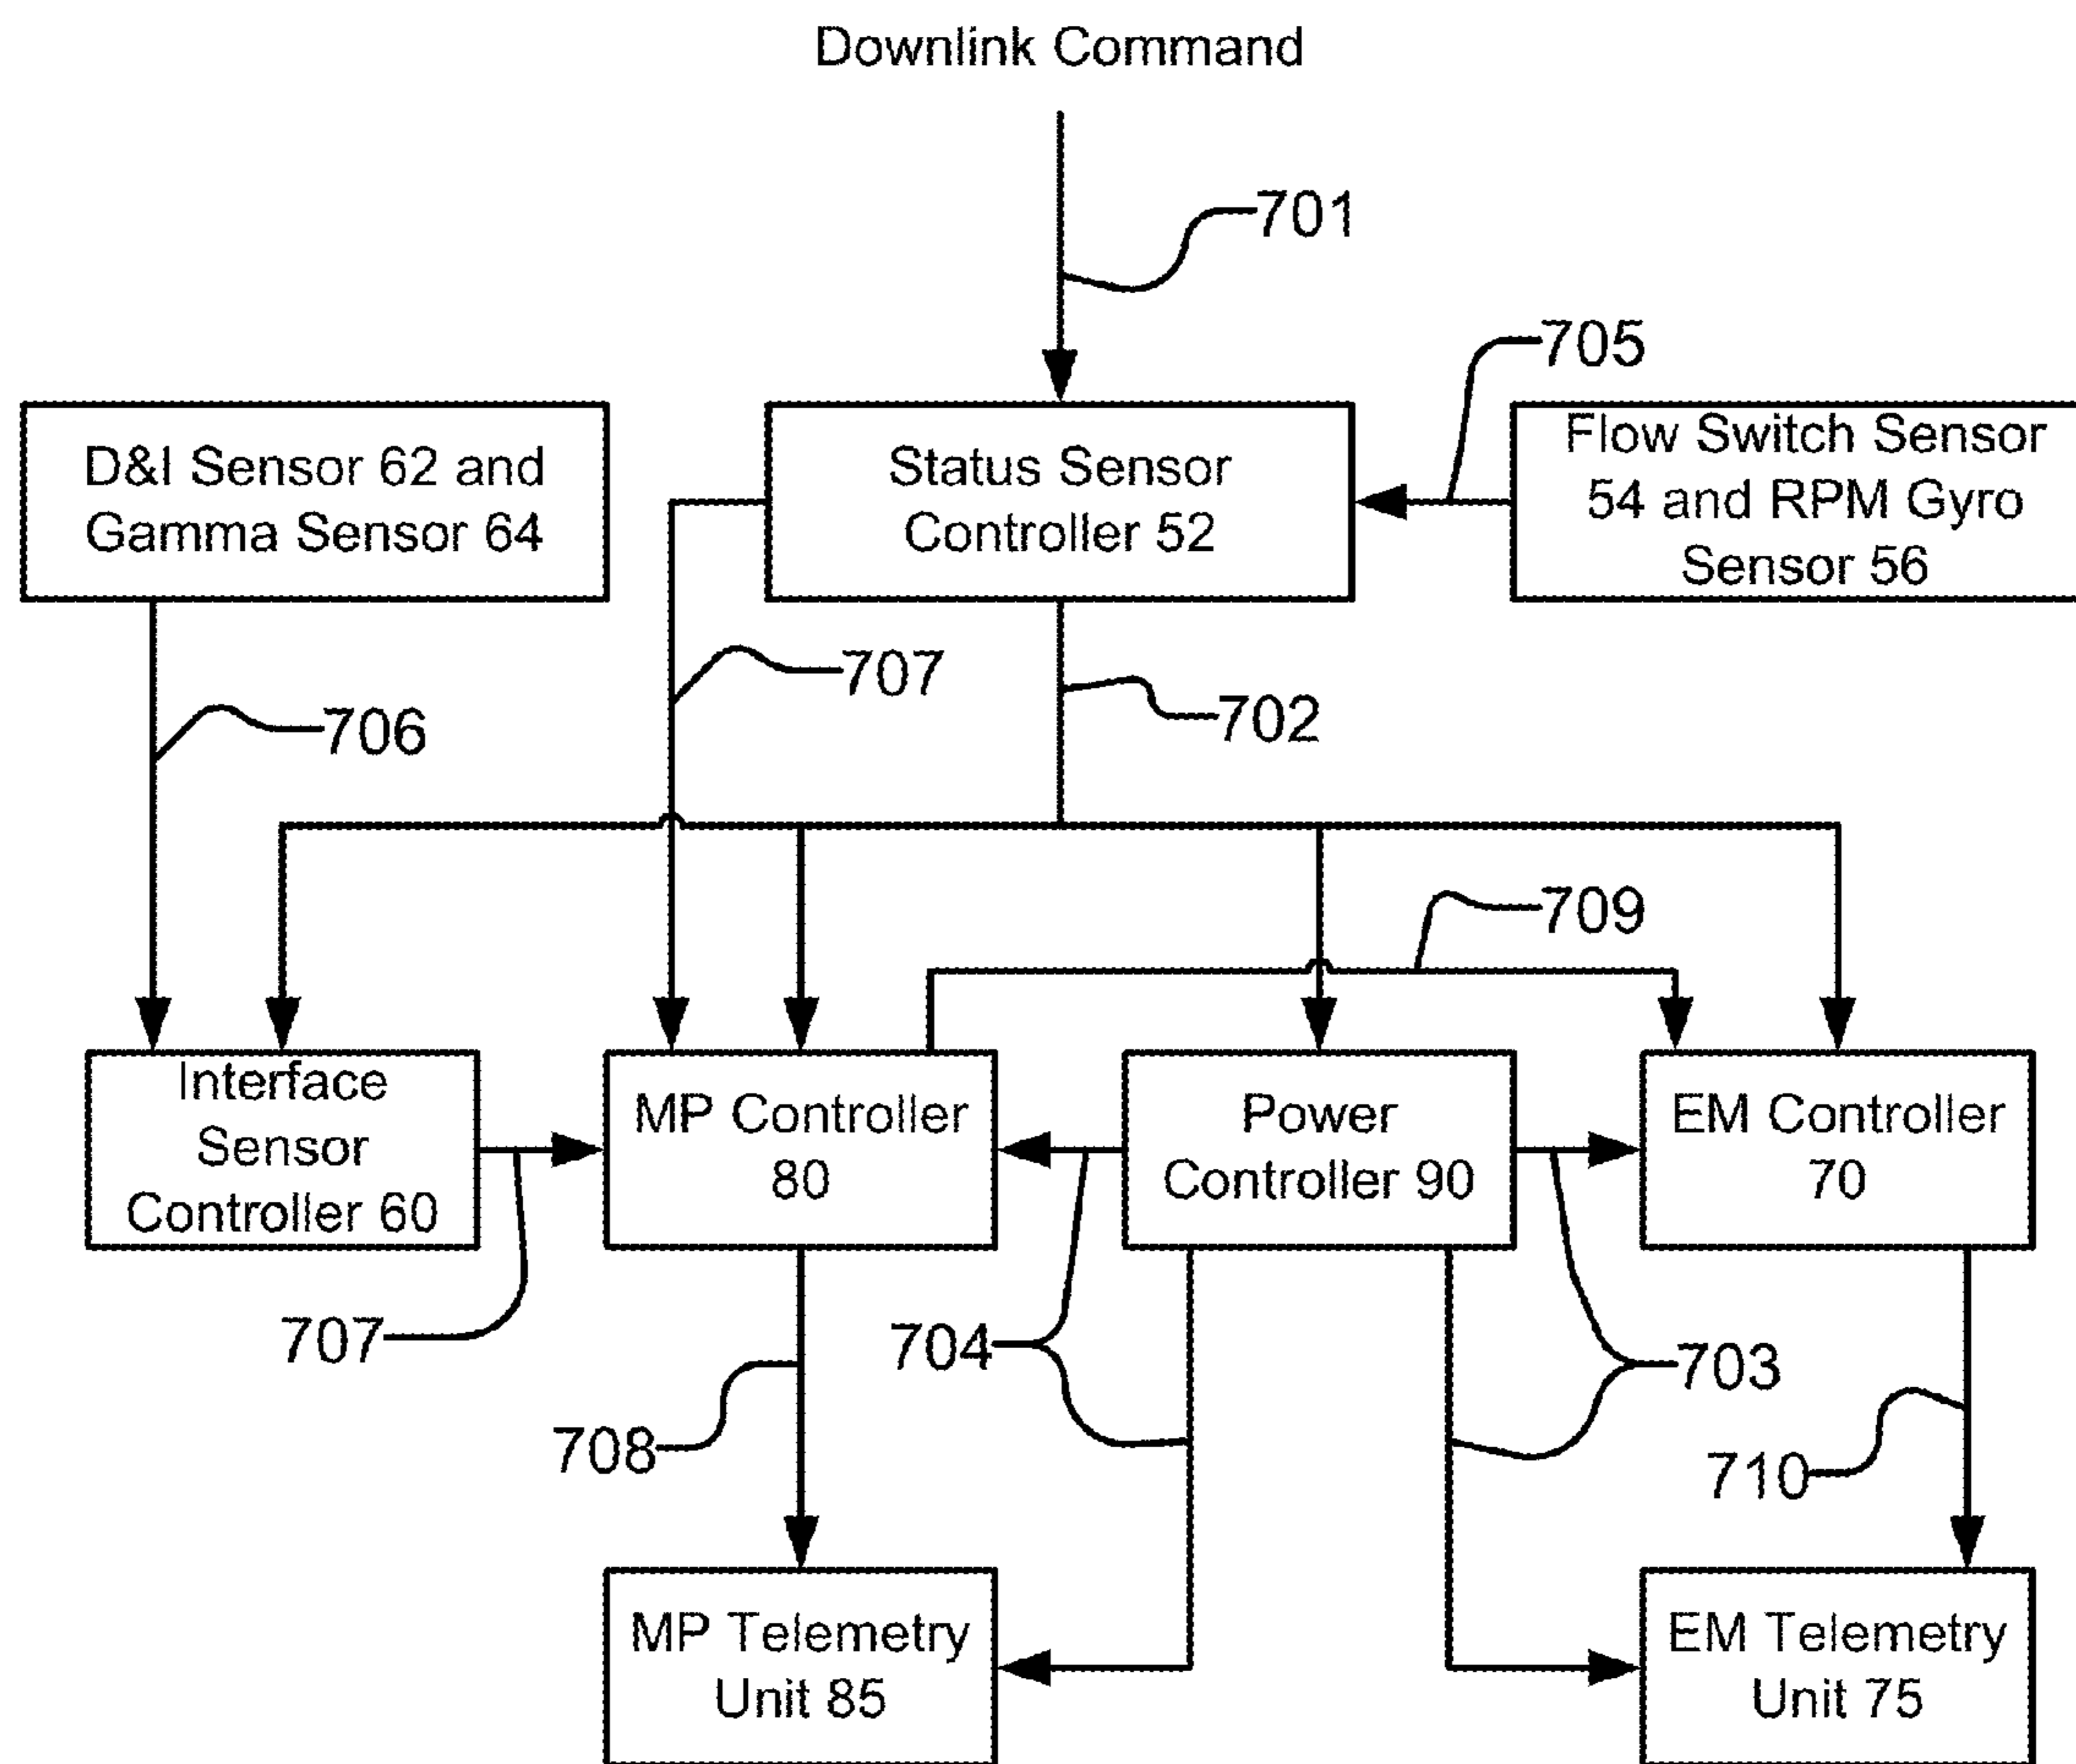 Downlink Command
701
705
D&I Sensor 62 and
Gamma Sensor 64
Status Sensor
Controller 52
Flow Switch Sensor
54 and RPM Gyro
Sensor 56
707
702
706
709
Interface
Sensor
Controller 60
MP Controller
80
Power
Controller 90
EM Controller
70
707
704
703
708
710
MP Telemetry
Unit 85
EM Telemetry
Unit 75